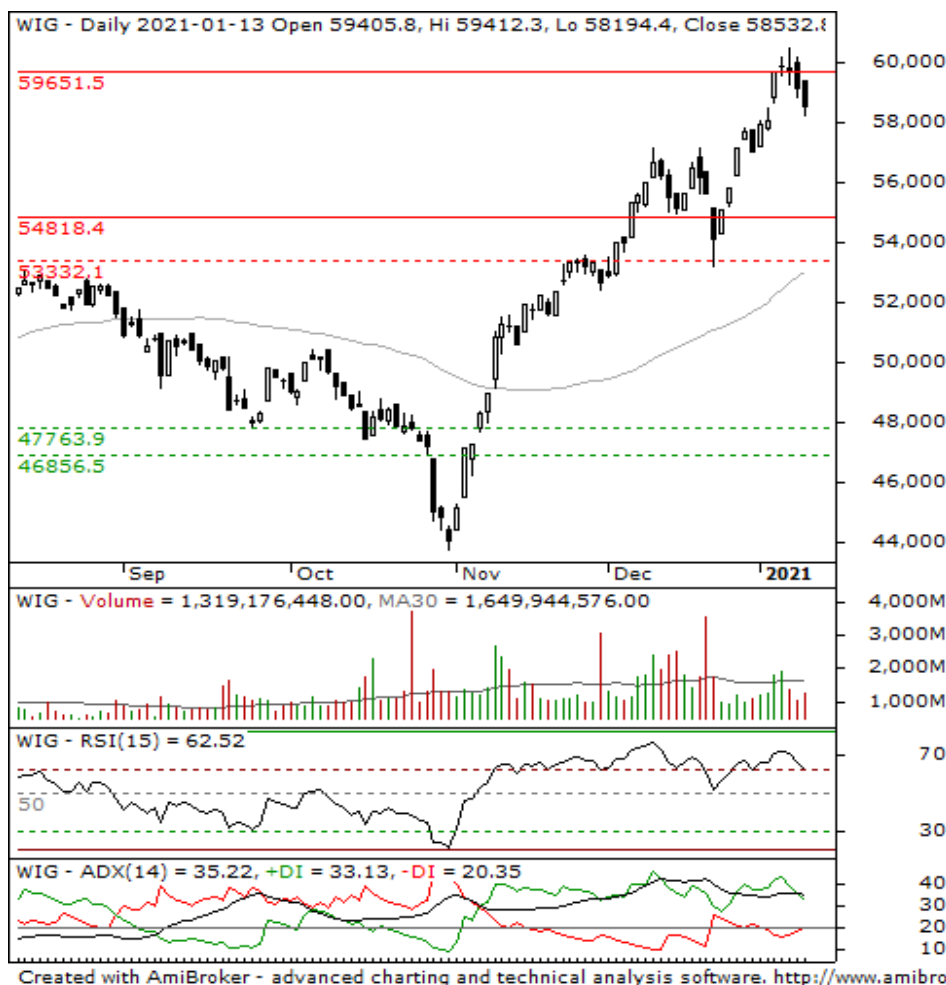 WIG - Daily 2021-01-13 Open 59405.8, Hi 59412.3, Lo 58194.4, Close 58532.8
60,000
59651.5
58,000
56,000
54818.4
54,000
53332.1
52,000
50,000
48,000
47763.9
46856.5
46,000
44,000
Sep Oct Nov Dec 2021
WIG - Volume = 1,319,176,448.00, MA30 = 1,649,944,576.00
4,000M
3,000M
2,000M
1,000M
WIG - RSI(15) = 62.52
70
50
30
WIG - ADX(14) = 35.22, +DI = 33.13, -DI = 20.35
40
30
20
10
Created with AmiBroker - advanced charting and technical analysis software. http://www.amibro